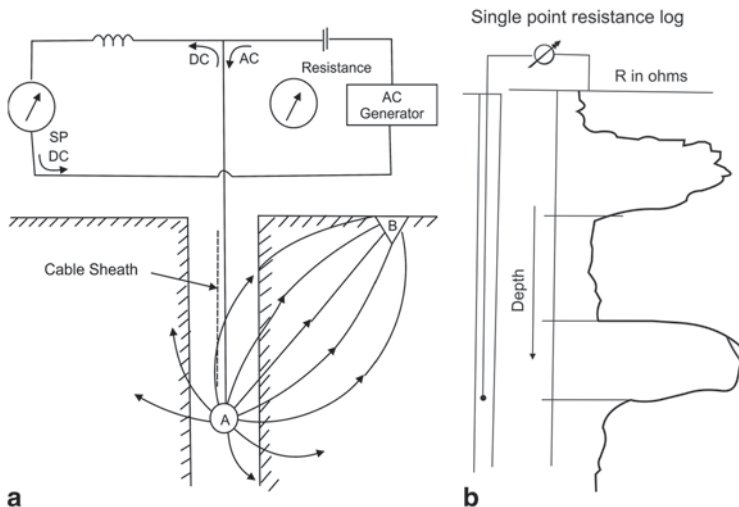 DC
AC
Resistance
AC
Generator
SP
DC
B
Cable Sheath
A
a
Single point resistance log
R in ohms
Depth
b